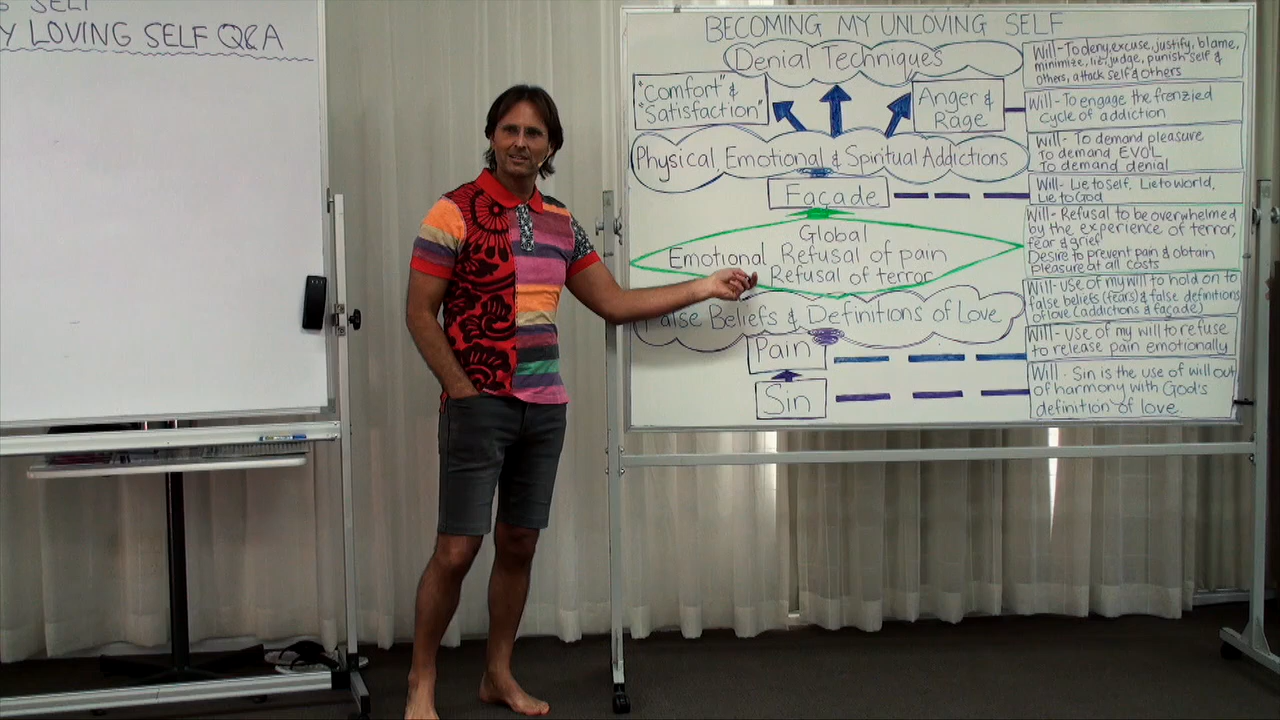 SELF
Y LOVING SELF Q&A
BECOMING MY UNLOVING SELF
Denial Techniques
"Comfort" &
"Satisfaction"
Anger &
Rage
Physical, Emotional & Spiritual Addictions
Façade
Global
Emotional Refusal of pain
Refusal of terror
False Beliefs & Definitions of Love
Pain
Sin
Will - To deny, excuse, justify, blame,
minimize, lie, judge, punish self &
others, attack self & others
Will - To engage the frenzied
cycle of addiction
Will - To demand pleasure
To demand EVOL
To demand denial
Will - Lie to Self, Lie to world,
Lie to God
Will - Refusal to be overwhelmed
by the experience of terror,
fear & grief
Desire to prevent pain & obtain
pleasure at all costs
Will - use of my will to hold on to
false beliefs (fears) & false definitions
of love (addictions & façade)
Will - use of my will to refuse
to release pain emotionally
Will - Sin is the use of will out
of harmony with God's
definition of love